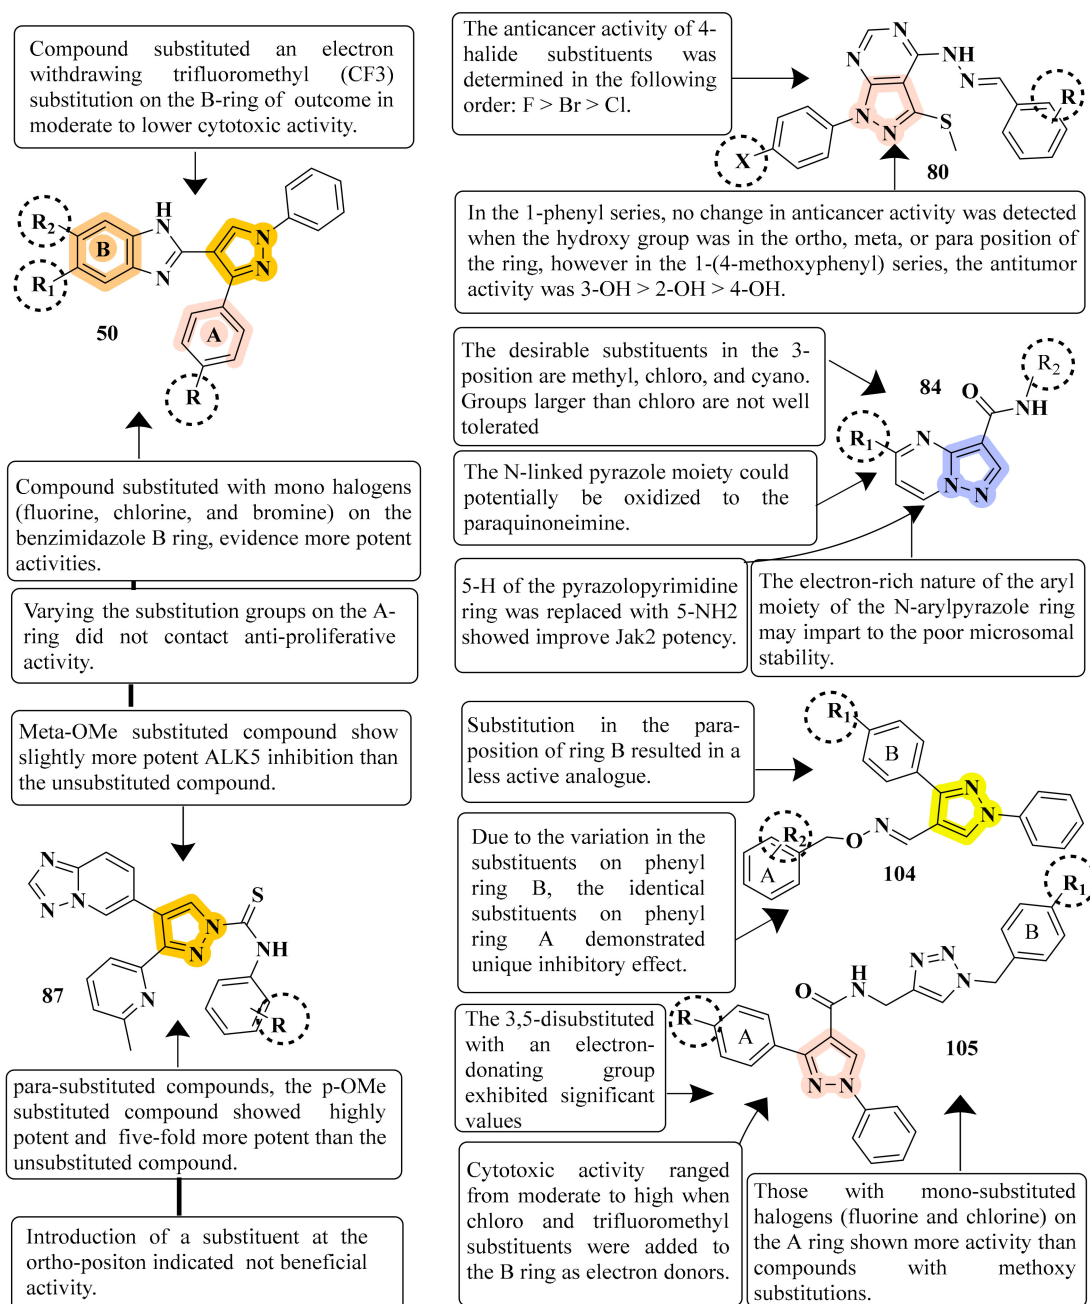 Compound substituted an electron
withdrawing trifluoromethyl (CF3)
substitution on the B-ring of outcome in
moderate to lower cytotoxic activity.
R2
B
R1
H
N
N
N
N
A
R
50
Compound substituted with mono halogens
(fluorine, chlorine, and bromine) on the
benzimidazole B ring, evidence more potent
activities.
Varying the substitution groups on the A-
ring did not contact anti-proliferative
activity.
Meta-OMe substituted compound show
slightly more potent ALK5 inhibition than
the unsubstituted compound.
N
N
N
S
N
N
NH
N
R
87
para-substituted compounds, the p-OMe
substituted compound showed highly
potent and five-fold more potent than the
unsubstituted compound.
Introduction of a substituent at the
ortho-positon indicated not beneficial
activity.
The anticancer activity of 4-
halide substituents was
determined in the following
order: F > Br > Cl.
N
N
NH
N
R
N
N
S
X
80
In the 1-phenyl series, no change in anticancer activity was detected
when the hydroxy group was in the ortho, meta, or para position of
the ring, however in the 1-(4-methoxyphenyl) series, the antitumor
activity was 3-OH > 2-OH > 4-OH.
The desirable substituents in the 3-
position are methyl, chloro, and cyano.
Groups larger than chloro are not well
tolerated
84
O
R2
NH
R1
N
N
N
The N-linked pyrazole moiety could
potentially be oxidized to the
paraquinoneimine.
5-H of the pyrazolopyrimidine
ring was replaced with 5-NH2
showed improve Jak2 potency.
The electron-rich nature of the aryl
moiety of the N-arylpyrazole ring
may impart to the poor microsomal
stability.
Substitution in the para-
position of ring B resulted in a
less active analogue.
R1
B
N
N
R2
A
O
N
104
Due to the variation in the
substituents on phenyl
ring B, the identical
substituents on phenyl
ring A demonstrated
unique inhibitory effect.
R1
B
N
N
N
H
N
O
R
A
N
N
105
The 3,5-disubstituted
with an electron-
donating group
exhibited significant
values
Cytotoxic activity ranged
from moderate to high when
chloro and trifluoromethyl
substituents were added to
the B ring as electron donors.
Those with mono-substituted
halogens (fluorine and chlorine) on
the A ring shown more activity than
compounds with methoxy
substitutions.